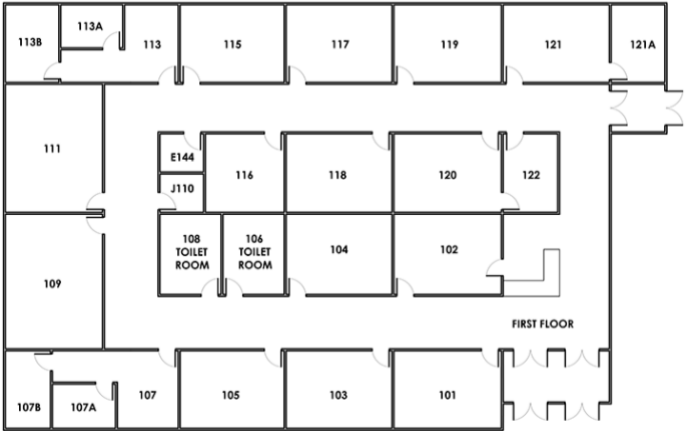 113A
113B
113
115
117
119
121
121A
111
E144
J110
116
118
120
122
108
TOILET
ROOM
106
TOILET
ROOM
104
102
109
FIRST FLOOR
107B
107A
107
105
103
101